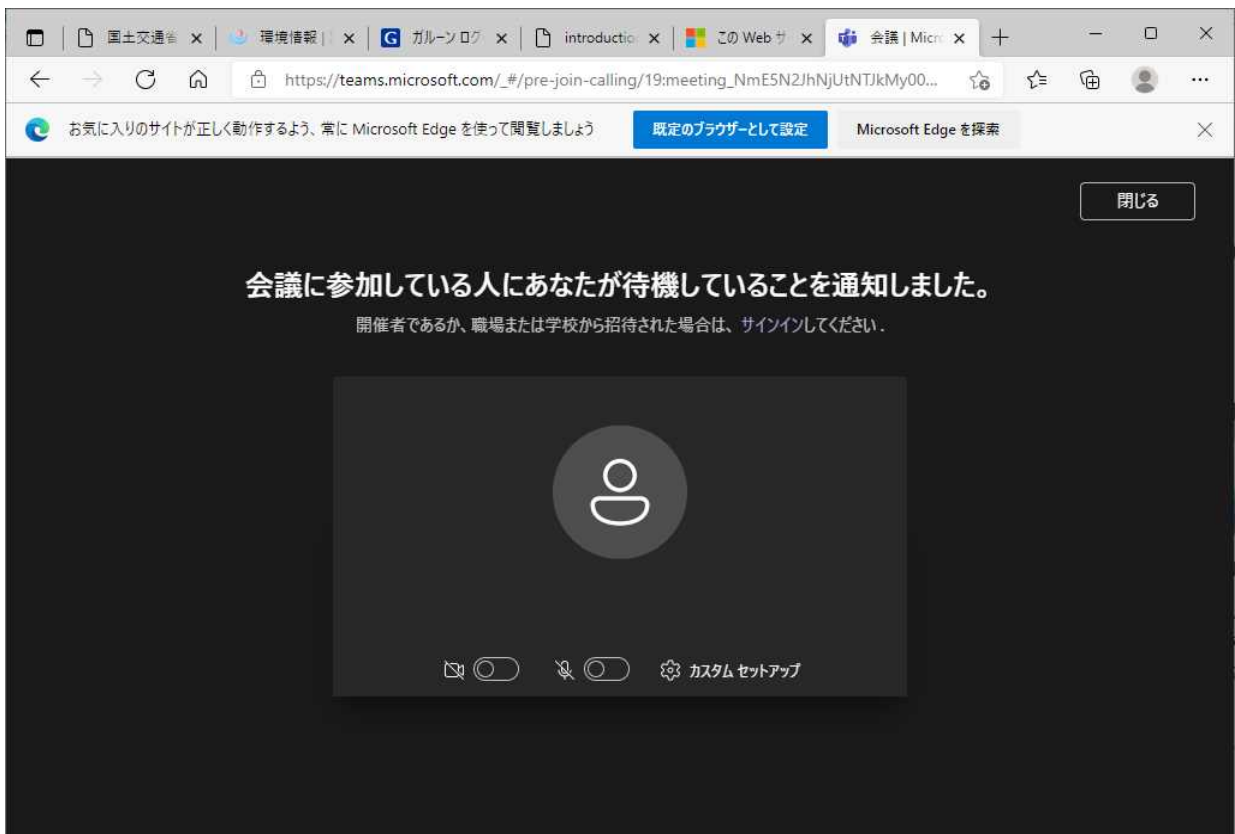 国土交通省
環境情報 |
ガルーン ログ
introductio
この Web サ
会議 | Micr
https://teams.microsoft.com/_#/pre-join-calling/19:meeting_NmE5N2JhNjUtNTJkMy00...
お気に入りのサイトが正しく動作するよう、常に Microsoft Edge を使って閲覧しましょう
既定のブラウザーとして設定
Microsoft Edge を探索
閉じる
会議に参加している人にあなたが待機していることを通知しました。
開催者であるか、職場または学校から招待された場合は、サインインしてください.
カスタム セットアップ